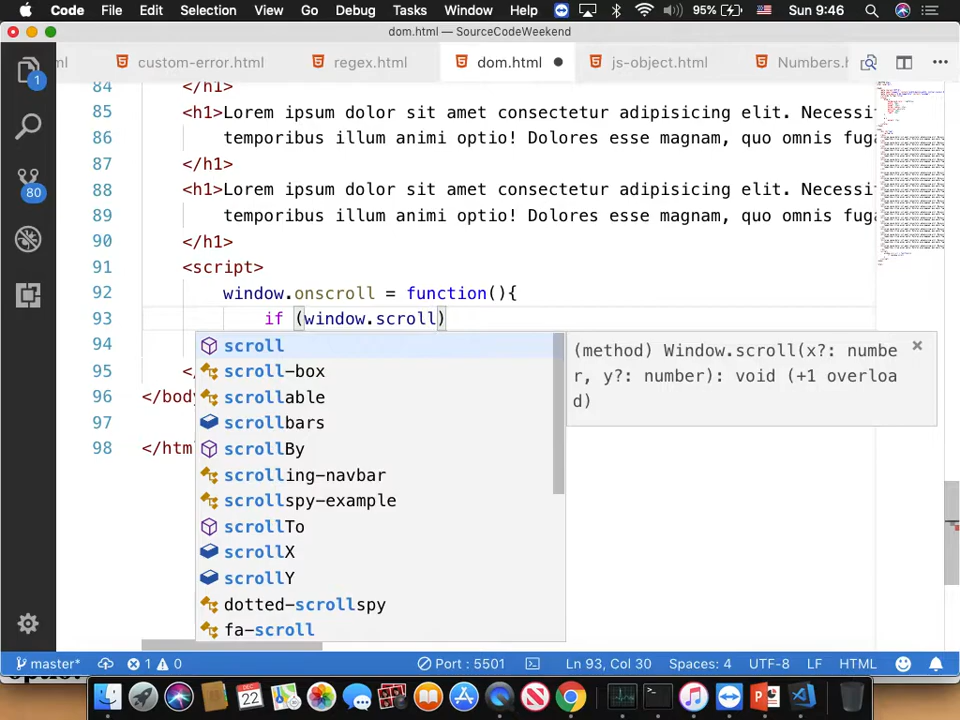 Code File Edit Selection View Go Debug Tasks Window Help 95% Sun 9:46
dom.html — SourceCodeWeekend
ml custom-error.html regex.html dom.html js-object.html Numbers.h
1
80
84 </h1>
85 <h1>Lorem ipsum dolor sit amet consectetur adipisicing elit. Necessit
86 temporibus illum animi optio! Dolores esse magnam, quo omnis fuga
87 </h1>
88 <h1>Lorem ipsum dolor sit amet consectetur adipisicing elit. Necessit
89 temporibus illum animi optio! Dolores esse magnam, quo omnis fuga
90 </h1>
91 <script>
92 window.onscroll = function(){
93 if (window.scroll)
94
95 </
96 </body
97
98 </htm
scroll
scroll-box
scrollable
scrollbars
scrollBy
scrolling-navbar
scrollspy-example
scrollTo
scrollX
scrollY
dotted-scrollspy
fa-scroll
(method) Window.scroll(x?: numbe
r, y?: number): void (+1 overloa
d)
master* 1 0 Port : 5501 Ln 93, Col 30 Spaces: 4 UTF-8 LF HTML
DEC
22